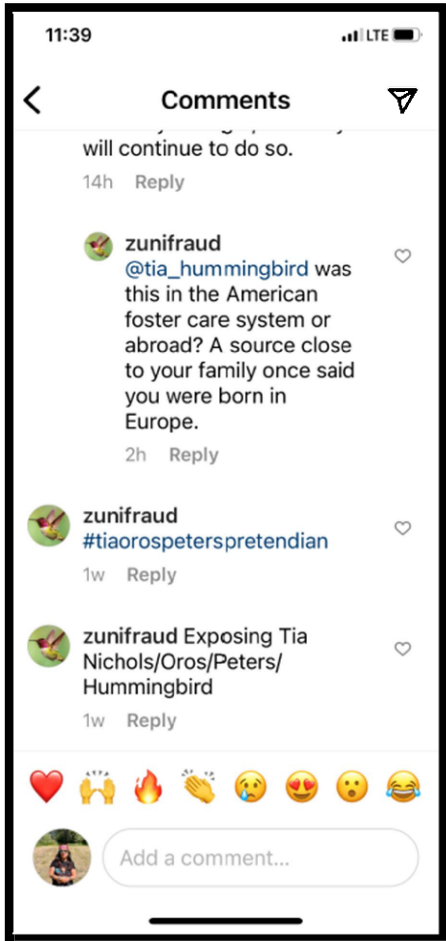 11:39 LTE
Comments
will continue to do so.
14h Reply
zunifraud
@tia_hummingbird was
this in the American
foster care system or
abroad? A source close
to your family once said
you were born in
Europe.
2h Reply
zunifraud
#tiaorospeterspretendian
1w Reply
zunifraud Exposing Tia
Nichols/Oros/Peters/
Hummingbird
1w Reply
Add a comment...